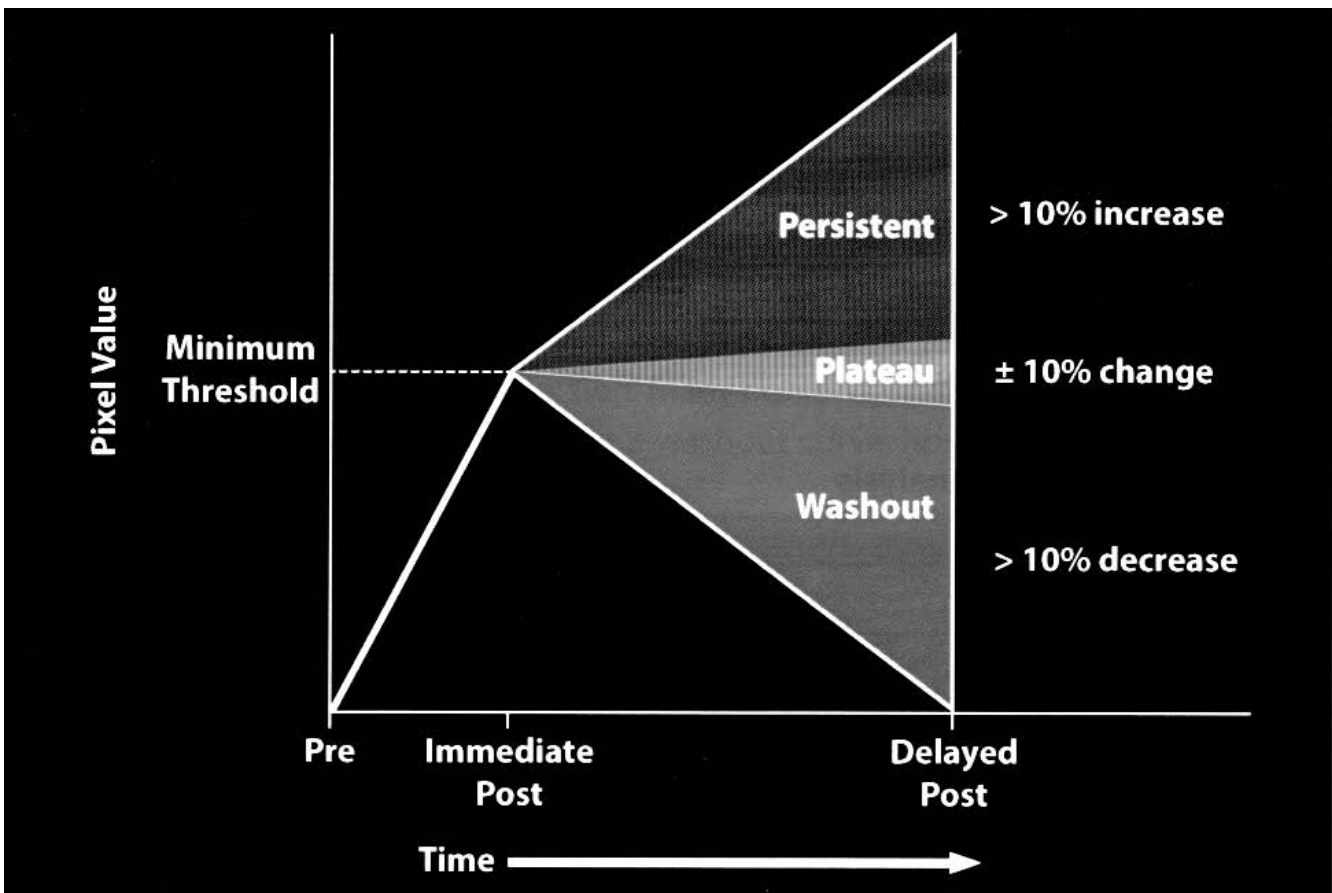 Persistent
> 10% increase
Pixel Value
Minimum
Threshold
Plateau
± 10% change
Washout
> 10% decrease
Pre
Immediate
Post
Delayed
Post
Time